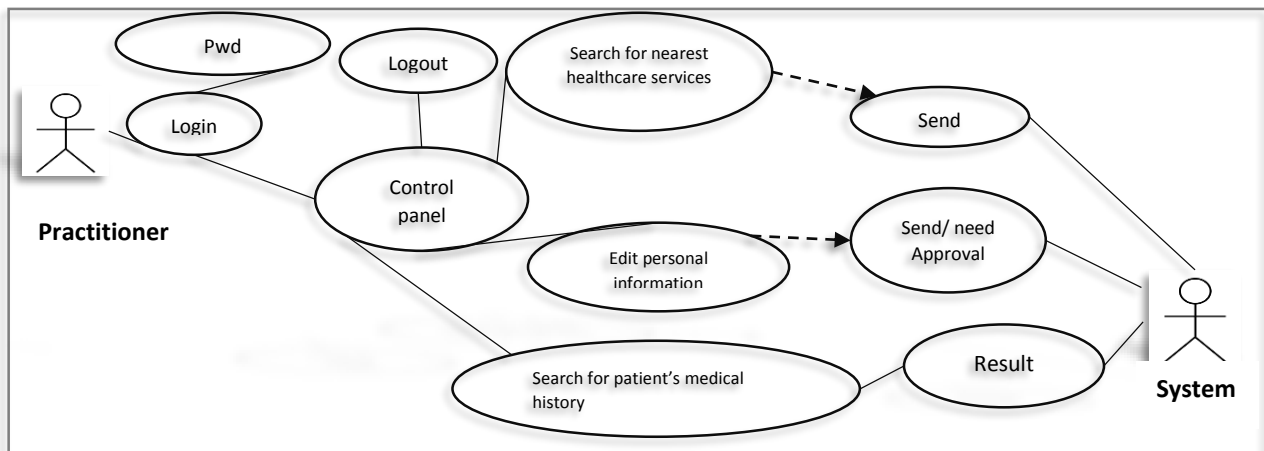 Pwd
Logout
Search for nearest
healthcare services
Login
Send
Control
panel
Practitioner
Send/ need
Approval
Edit personal
information
Search for patient’s medical
history
Result
System